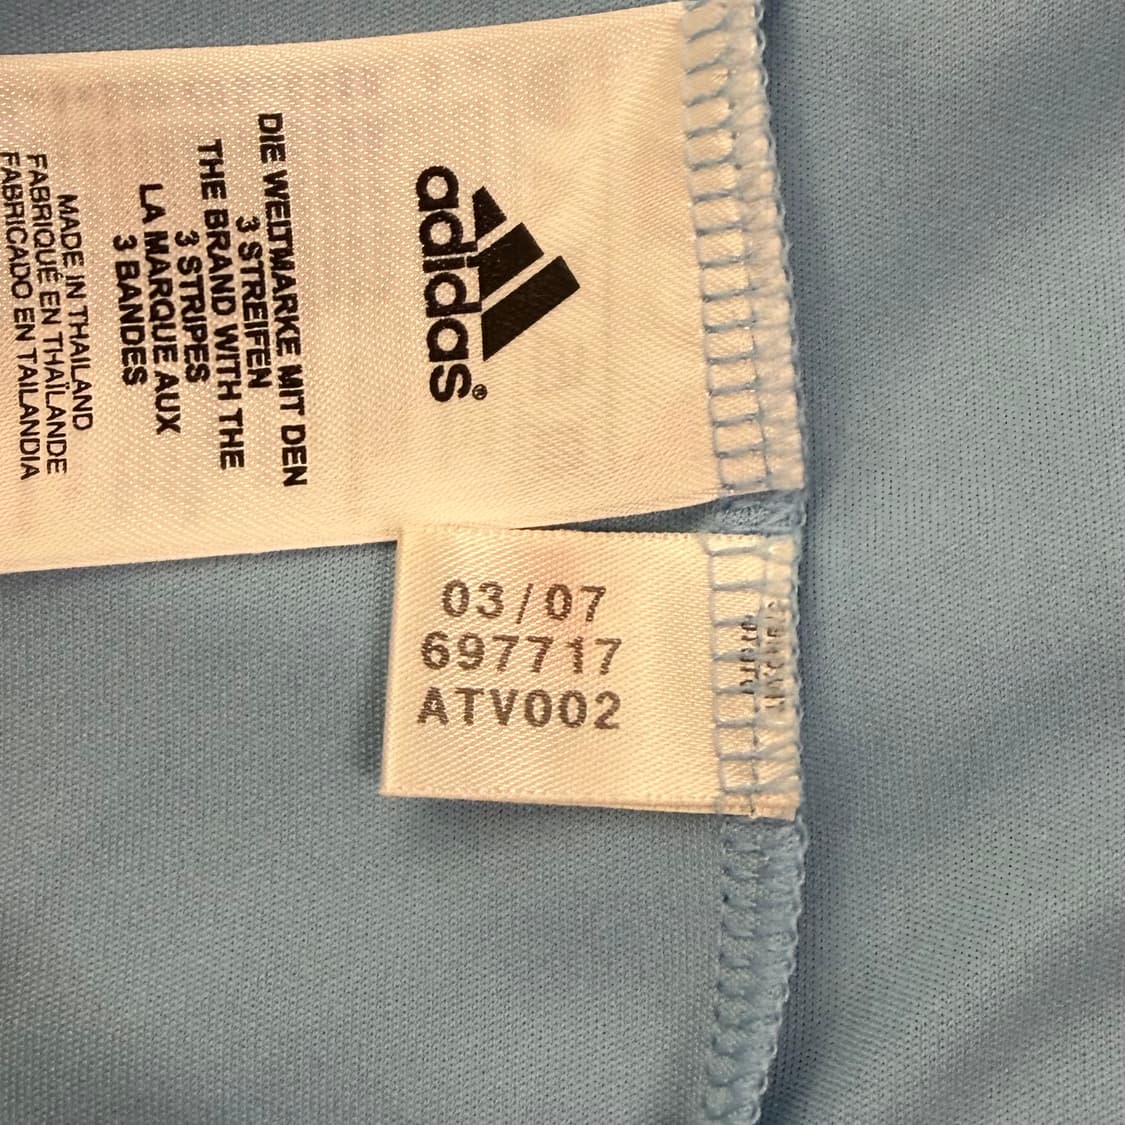 adidas®
DIE WELTMARKE MIT DEN
3 STREIFEN
THE BRAND WITH THE
3 STRIPES
LA MARQUE AUX
3 BANDES
MADE IN THAILAND
FABRIQUÉ EN THAÏLANDE
FABRICADO EN TAILANDIA
03/07
697717
ATV002